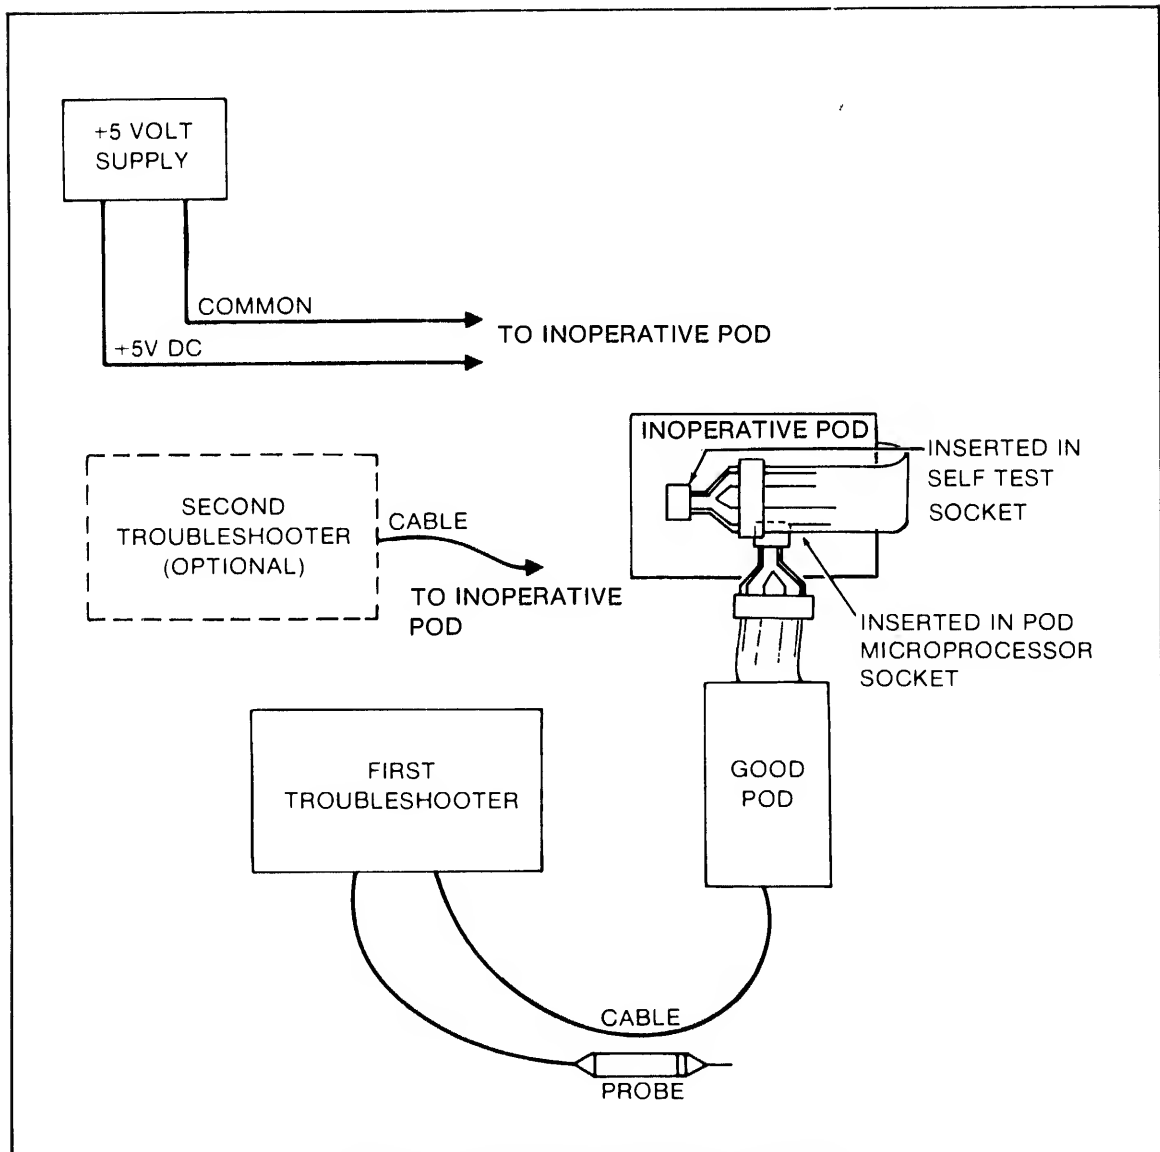 +5 VOLT
SUPPLY
COMMON
+5V DC
TO INOPERATIVE POD
INOPERATIVE POD
INSERTED IN
SELF TEST
SOCKET
SECOND
TROUBLESHOOTER
(OPTIONAL)
CABLE
TO INOPERATIVE
POD
INSERTED IN POD
MICROPROCESSOR
SOCKET
FIRST
TROUBLESHOOTER
GOOD
POD
CABLE
PROBE